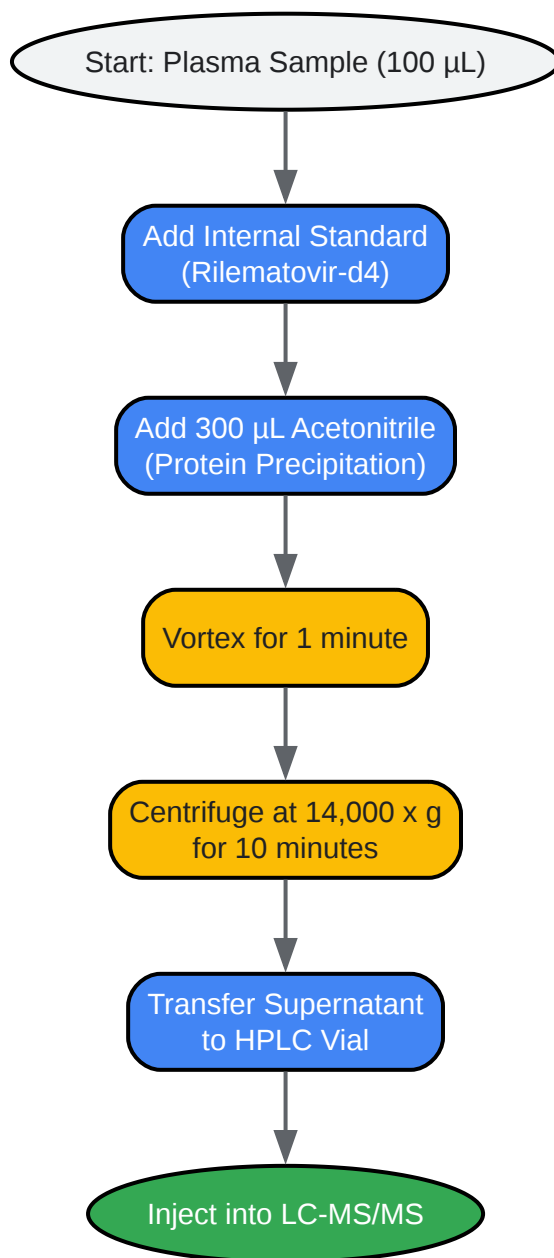 Start: Plasma Sample (100 µL)
Add Internal Standard
(Rilematovir-d4)
Add 300 µL Acetonitrile
(Protein Precipitation)
Vortex for 1 minute
Centrifuge at 14,000 x g
for 10 minutes
Transfer Supernatant
to HPLC Vial
Inject into LC-MS/MS